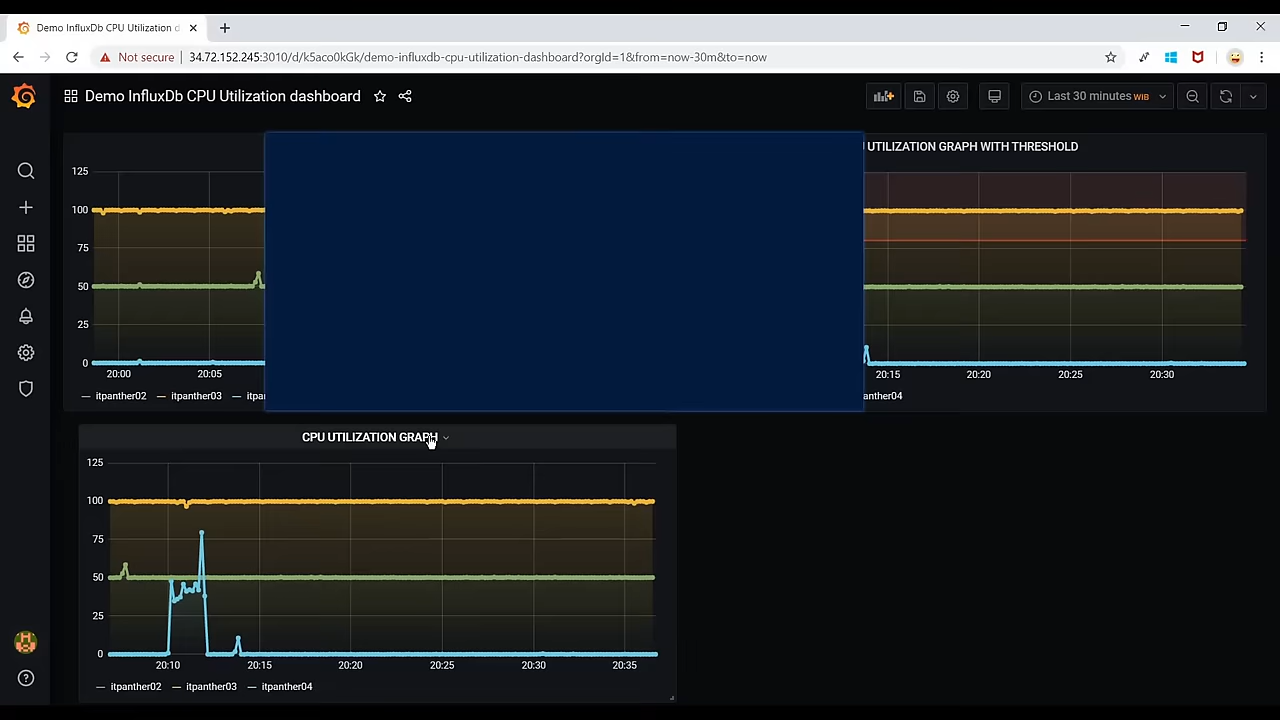 Demo InfluxDb CPU Utilization d
Not secure
34.72.152.245:3010/d/k5aco0kGk/demo-influxdb-cpu-utilization-dashboard?orgId=1&from=now-30m&to=now
Demo InfluxDb CPU Utilization dashboard
Last 30 minutes WIB
125
100
75
50
25
0
20:00 20:05
itpanther02 itpanther03 itpa
UTILIZATION GRAPH WITH THRESHOLD
20:15 20:20 20:25 20:30
anther04
CPU UTILIZATION GRAPH
125
100
75
50
25
0
20:10 20:15 20:20 20:25 20:30 20:35
itpanther02 itpanther03 itpanther04